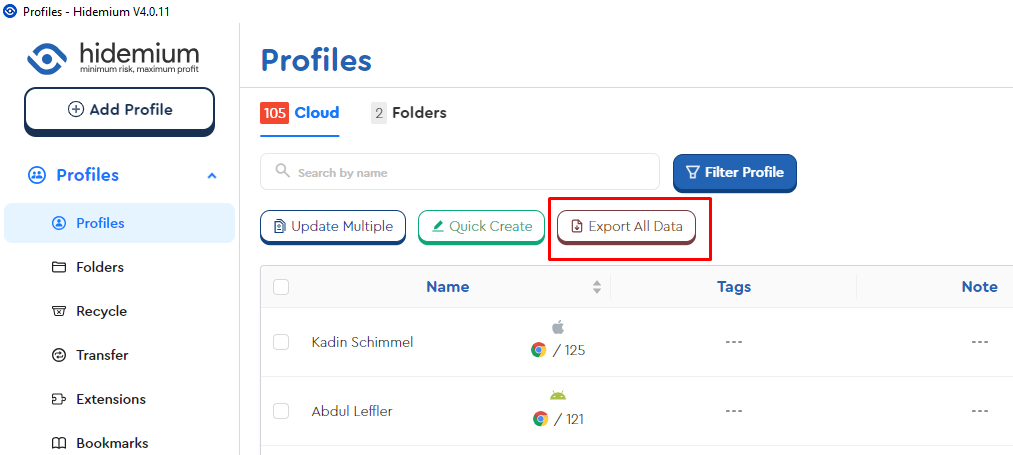 Profiles - Hidemium V4.0.11
hidemium
minimum risk, maximum profit
Add Profile
Profiles
Profiles
Folders
Recycle
Transfer
Extensions
Bookmarks
Profiles
105 Cloud 2 Folders
Search by name Filter Profile
Update Multiple Quick Create Export All Data
Name Tags Note
Kadin Schimmel / 125 --- ---
Abdul Leffler / 121 --- ---